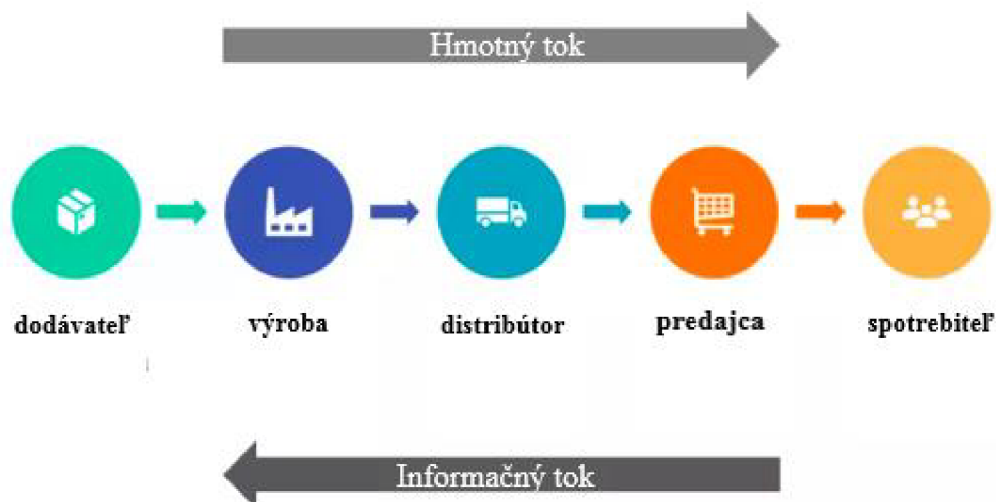 Hmotný tok
dodávateľ výroba distribútor predajca spotrebiteľ
Informačný tok